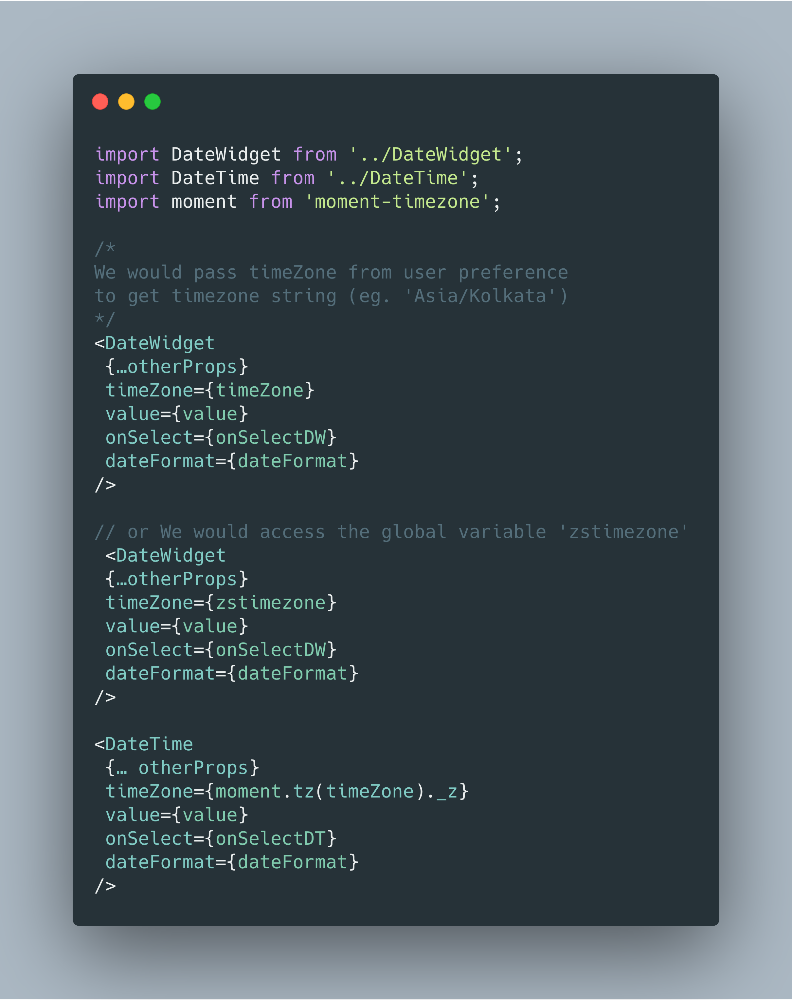 import DateWidget from '../DateWidget';
import DateTime from '../DateTime';
import moment from 'moment-timezone';

/*
We would pass timeZone from user preference
to get timezone string (eg. 'Asia/Kolkata')
*/
<DateWidget
 {…otherProps}
 timeZone={timeZone}
 value={value}
 onSelect={onSelectDW}
 dateFormat={dateFormat}
/>

// or We would access the global variable 'zstimezone'
 <DateWidget
 {…otherProps}
 timeZone={zstimezone}
 value={value}
 onSelect={onSelectDW}
 dateFormat={dateFormat}
/>

<DateTime
 {… otherProps}
 timeZone={moment.tz(timeZone)._z}
 value={value}
 onSelect={onSelectDT}
 dateFormat={dateFormat}
/>